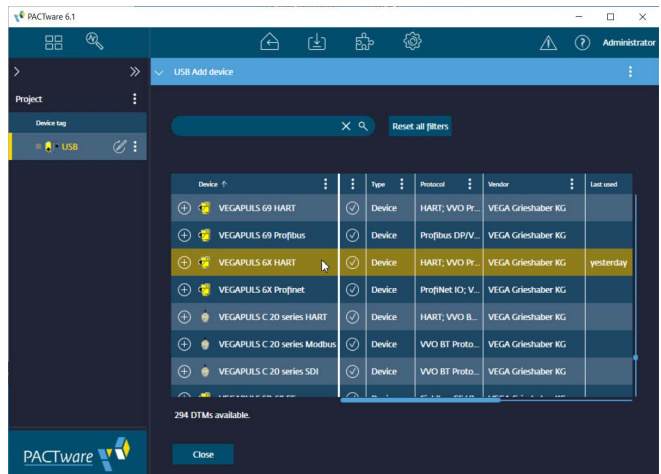 PACTware 6.1
Administrator
USB Add device
Project
Device tag
USB
Reset all filters
Device Type Protocol Vendor Last used
VEGAPULS 69 HART Device HART; VVO Pr... VEGA Grieshaber KG
VEGAPULS 69 Profibus Device Profibus DP/V... VEGA Grieshaber KG
VEGAPULS 6X HART Device HART; VVO Pr... VEGA Grieshaber KG yesterday
VEGAPULS 6X Profinet Device ProfiNet IO; V... VEGA Grieshaber KG
VEGAPULS C 20 series HART Device HART; VVO B... VEGA Grieshaber KG
VEGAPULS C 20 series Modbus Device VVO BT Proto... VEGA Grieshaber KG
VEGAPULS C 20 series SDI Device VVO BT Proto... VEGA Grieshaber KG
294 DTMs available.
Close
PACTware